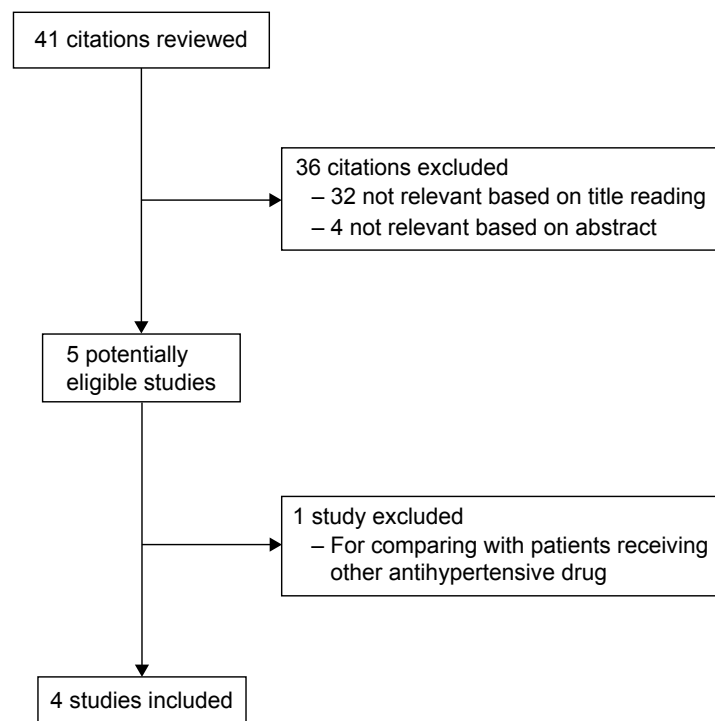 41 citations reviewed
36 citations excluded
– 32 not relevant based on title reading
– 4 not relevant based on abstract
5 potentially
eligible studies
1 study excluded
– For comparing with patients receiving
other antihypertensive drug
4 studies included